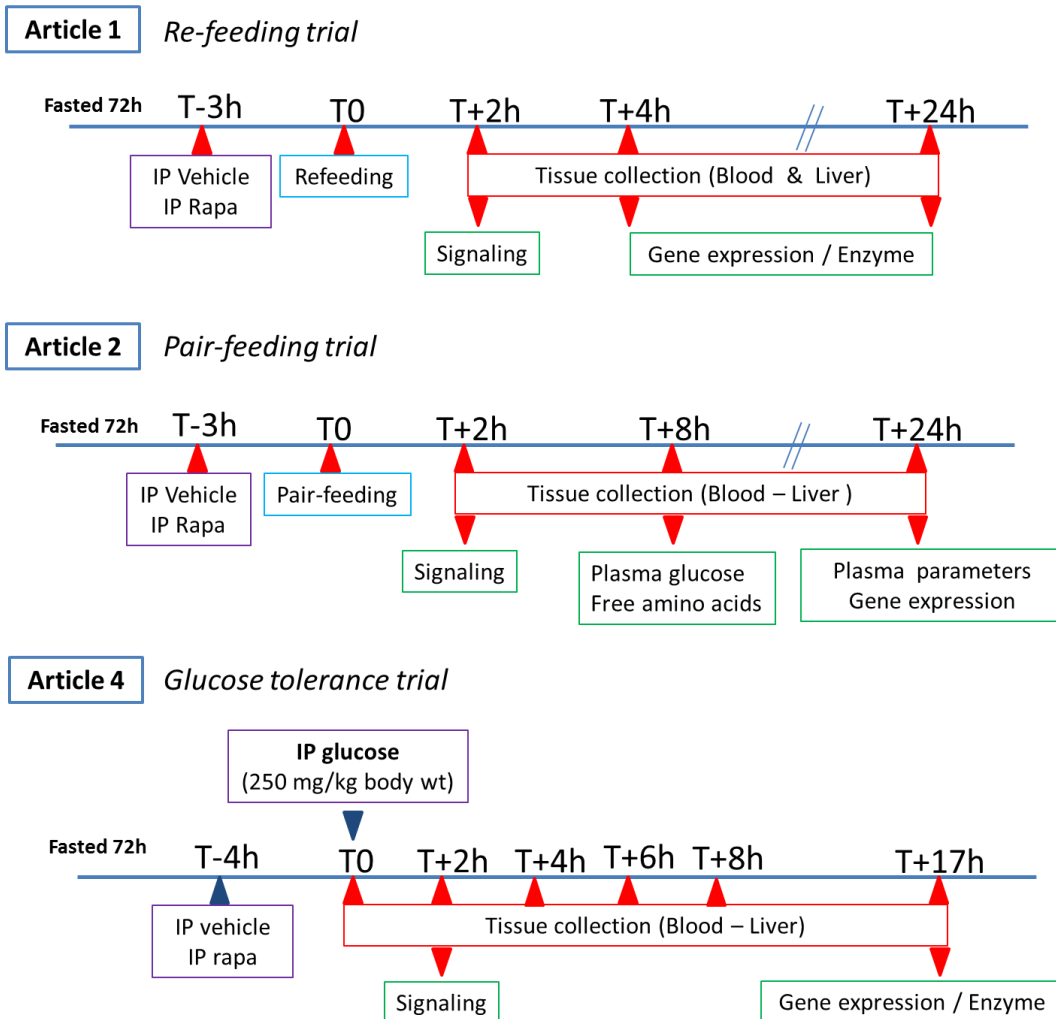 Article 1 Re-feeding trial
Fasted 72h T-3h T0 T+2h T+4h T+24h
IP Vehicle
IP Rapa
Refeeding
Tissue collection (Blood & Liver)
Signaling
Gene expression / Enzyme
Article 2 Pair-feeding trial
Fasted 72h T-3h T0 T+2h T+8h T+24h
IP Vehicle
IP Rapa
Pair-feeding
Tissue collection (Blood – Liver )
Signaling
Plasma glucose
Free amino acids
Plasma parameters
Gene expression
Article 4 Glucose tolerance trial
IP glucose
(250 mg/kg body wt)
Fasted 72h T-4h T0 T+2h T+4h T+6h T+8h T+17h
IP vehicle
IP rapa
Tissue collection (Blood – Liver)
Signaling
Gene expression / Enzyme